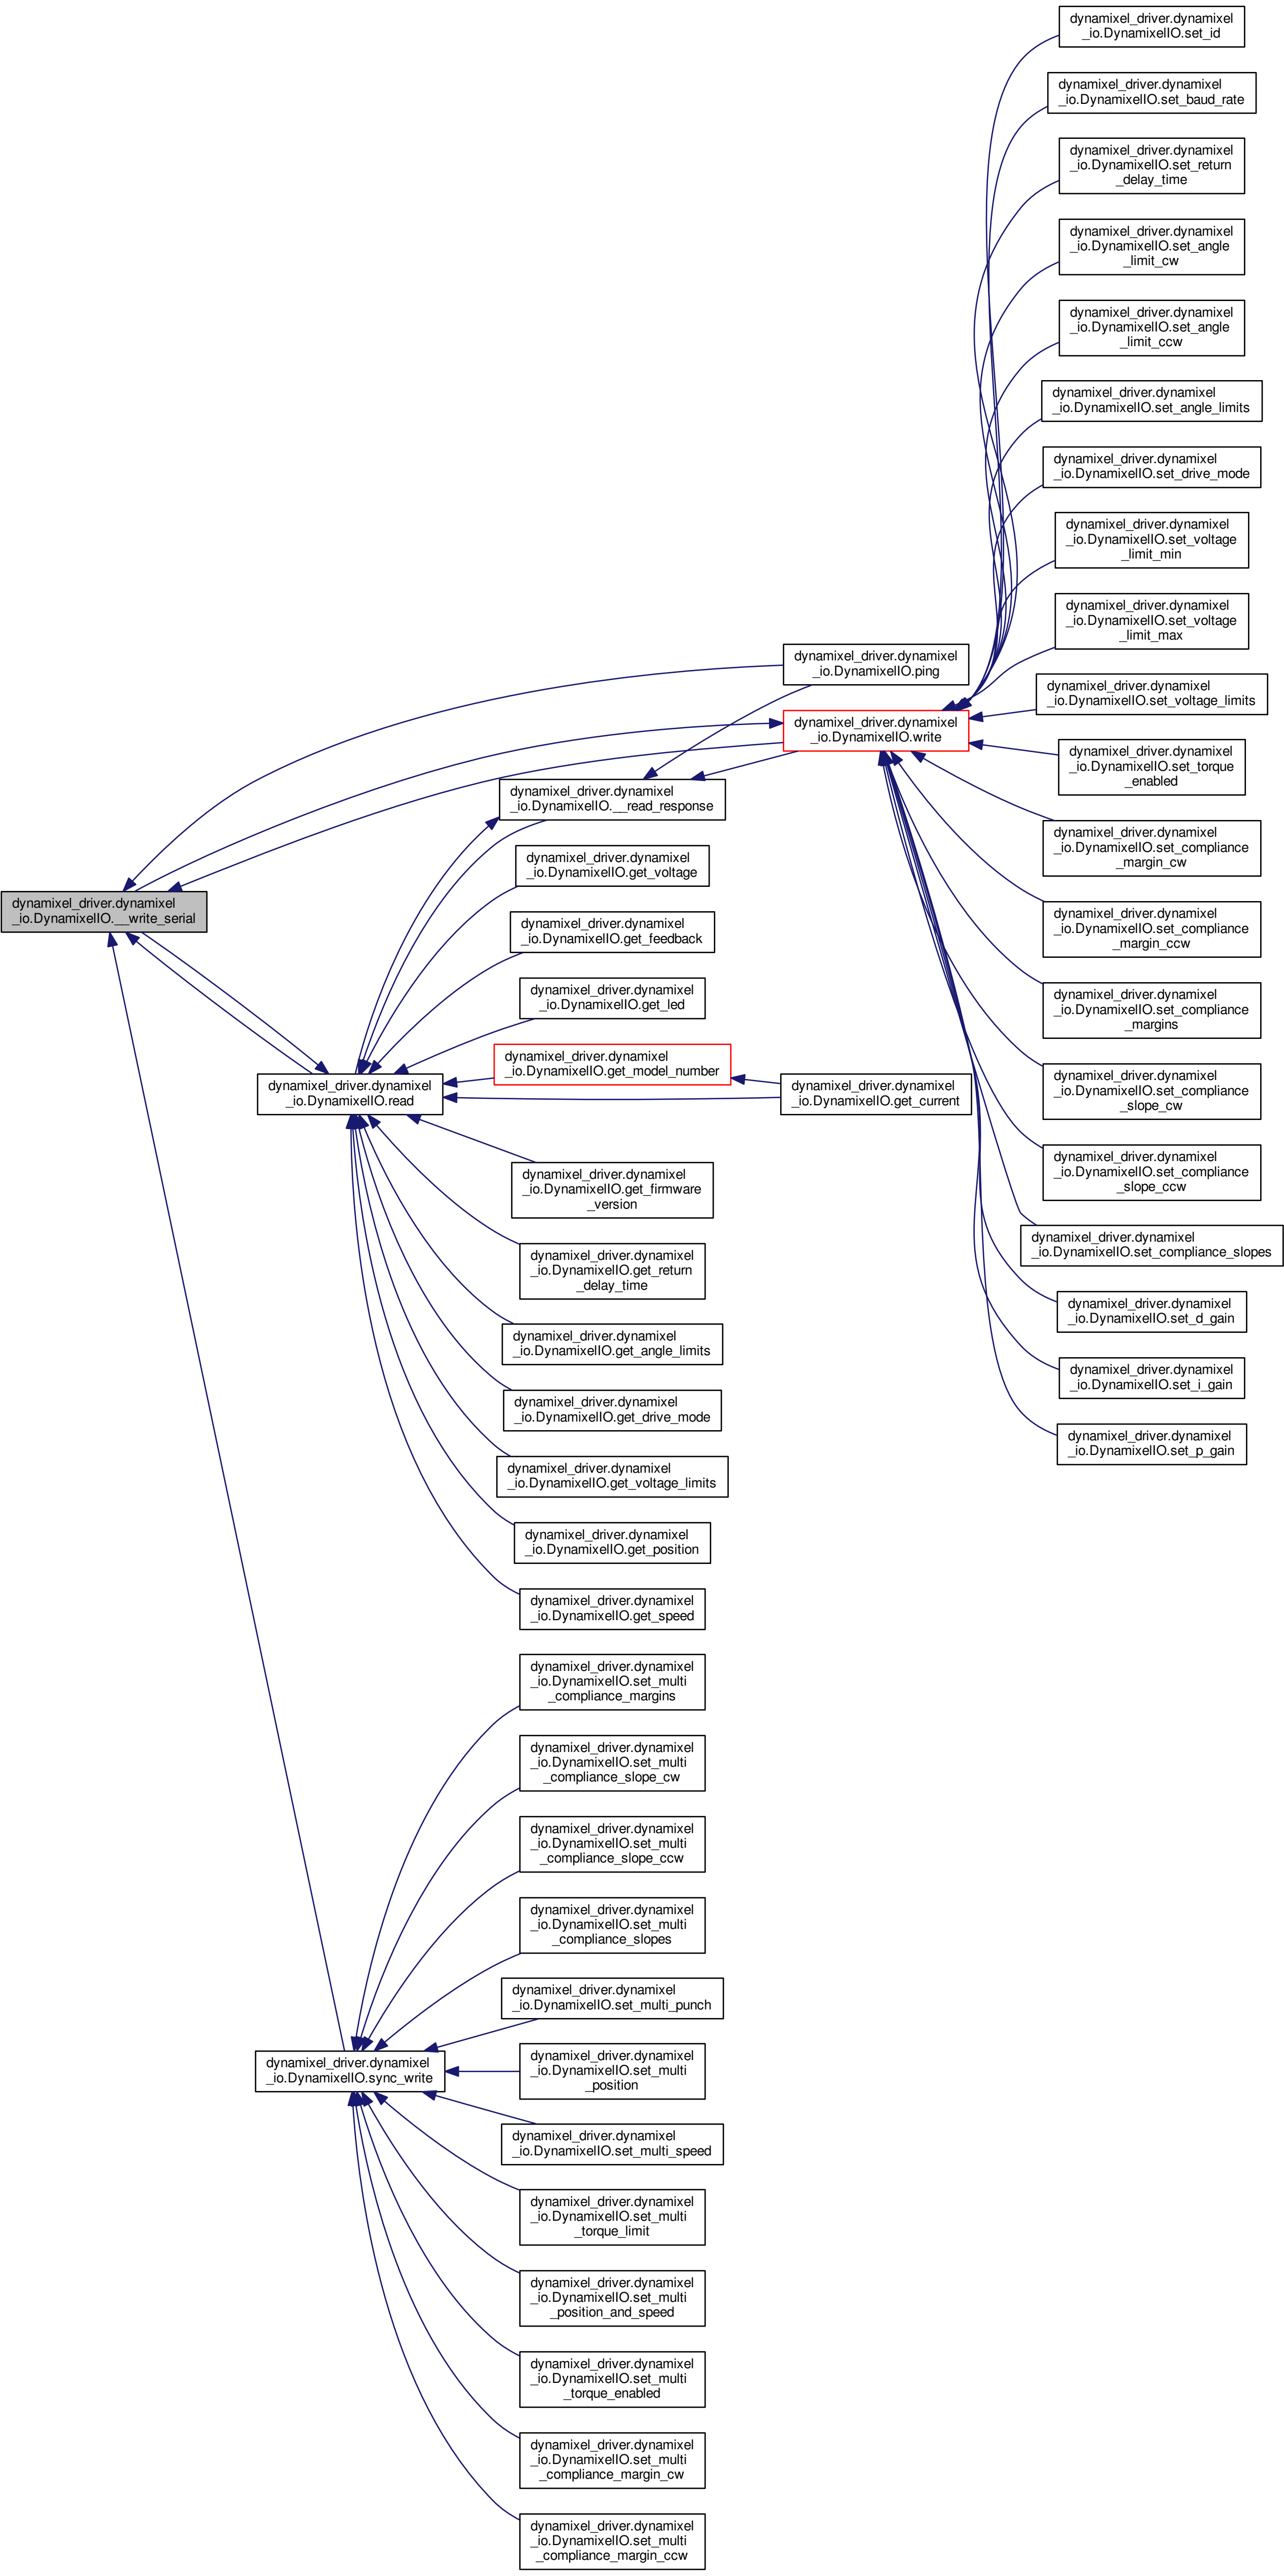 dynamixel_driver.dynamixel
_io.DynamixelIO.set_id
dynamixel_driver.dynamixel
_io.DynamixelIO.set_baud_rate
dynamixel_driver.dynamixel
_io.DynamixelIO.set_return
_delay_time
dynamixel_driver.dynamixel
_io.DynamixelIO.set_angle
_limit_cw
dynamixel_driver.dynamixel
_io.DynamixelIO.set_angle
_limit_ccw
dynamixel_driver.dynamixel
_io.DynamixelIO.set_angle_limits
dynamixel_driver.dynamixel
_io.DynamixelIO.set_drive_mode
dynamixel_driver.dynamixel
_io.DynamixelIO.set_voltage
_limit_min
dynamixel_driver.dynamixel
_io.DynamixelIO.set_voltage
_limit_max
dynamixel_driver.dynamixel
_io.DynamixelIO.ping
dynamixel_driver.dynamixel
_io.DynamixelIO.set_voltage_limits
dynamixel_driver.dynamixel
_io.DynamixelIO.write
dynamixel_driver.dynamixel
_io.DynamixelIO.set_torque
_enabled
dynamixel_driver.dynamixel
_io.DynamixelIO.__read_response
dynamixel_driver.dynamixel
_io.DynamixelIO.set_compliance
_margin_cw
dynamixel_driver.dynamixel
_io.DynamixelIO.get_voltage
dynamixel_driver.dynamixel
_io.DynamixelIO.__write_serial
dynamixel_driver.dynamixel
_io.DynamixelIO.get_feedback
dynamixel_driver.dynamixel
_io.DynamixelIO.set_compliance
_margin_ccw
dynamixel_driver.dynamixel
_io.DynamixelIO.get_led
dynamixel_driver.dynamixel
_io.DynamixelIO.set_compliance
_margins
dynamixel_driver.dynamixel
_io.DynamixelIO.get_model_number
dynamixel_driver.dynamixel
_io.DynamixelIO.read
dynamixel_driver.dynamixel
_io.DynamixelIO.get_current
dynamixel_driver.dynamixel
_io.DynamixelIO.set_compliance
_slope_cw
dynamixel_driver.dynamixel
_io.DynamixelIO.get_firmware
_version
dynamixel_driver.dynamixel
_io.DynamixelIO.set_compliance
_slope_ccw
dynamixel_driver.dynamixel
_io.DynamixelIO.get_return
_delay_time
dynamixel_driver.dynamixel
_io.DynamixelIO.set_compliance_slopes
dynamixel_driver.dynamixel
_io.DynamixelIO.set_d_gain
dynamixel_driver.dynamixel
_io.DynamixelIO.get_angle_limits
dynamixel_driver.dynamixel
_io.DynamixelIO.set_i_gain
dynamixel_driver.dynamixel
_io.DynamixelIO.get_drive_mode
dynamixel_driver.dynamixel
_io.DynamixelIO.set_p_gain
dynamixel_driver.dynamixel
_io.DynamixelIO.get_voltage_limits
dynamixel_driver.dynamixel
_io.DynamixelIO.get_position
dynamixel_driver.dynamixel
_io.DynamixelIO.get_speed
dynamixel_driver.dynamixel
_io.DynamixelIO.set_multi
_compliance_margins
dynamixel_driver.dynamixel
_io.DynamixelIO.set_multi
_compliance_slope_cw
dynamixel_driver.dynamixel
_io.DynamixelIO.set_multi
_compliance_slope_ccw
dynamixel_driver.dynamixel
_io.DynamixelIO.set_multi
_compliance_slopes
dynamixel_driver.dynamixel
_io.DynamixelIO.set_multi_punch
dynamixel_driver.dynamixel
_io.DynamixelIO.sync_write
dynamixel_driver.dynamixel
_io.DynamixelIO.set_multi
_position
dynamixel_driver.dynamixel
_io.DynamixelIO.set_multi_speed
dynamixel_driver.dynamixel
_io.DynamixelIO.set_multi
_torque_limit
dynamixel_driver.dynamixel
_io.DynamixelIO.set_multi
_position_and_speed
dynamixel_driver.dynamixel
_io.DynamixelIO.set_multi
_torque_enabled
dynamixel_driver.dynamixel
_io.DynamixelIO.set_multi
_compliance_margin_cw
dynamixel_driver.dynamixel
_io.DynamixelIO.set_multi
_compliance_margin_ccw